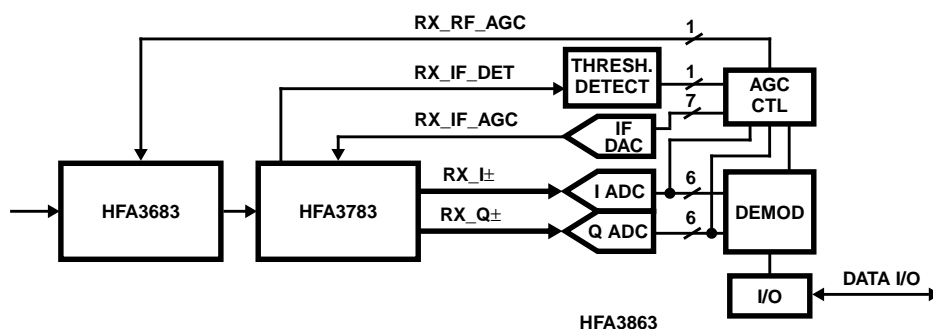 RX_RF_AGC
1
RX_IF_DET
THRESH.
DETECT
1
AGC
CTL
7
RX_IF_AGC
IF
DAC
HFA3683
HFA3783
RX_I±
I ADC
6
DEMOD
RX_Q±
Q ADC
6
I/O
DATA I/O
HFA3863